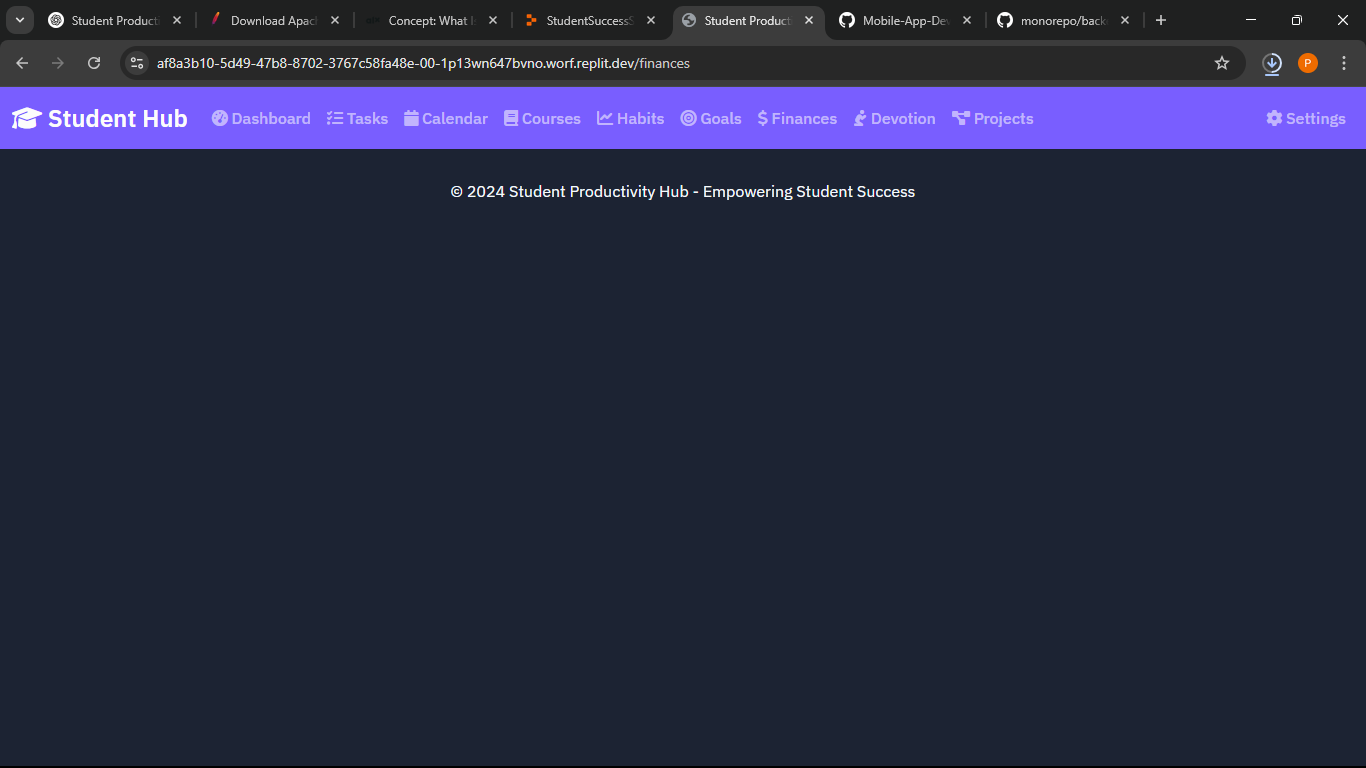 Student Producti
Download Apac
Concept: What I
StudentSuccessS
Student Producti
Mobile-App-Dev
monorepo/back
af8a3b10-5d49-47b8-8702-3767c58fa48e-00-1p13wn647bvno.worf.replit.dev/finances
P
Student Hub Dashboard Tasks Calendar Courses Habits Goals Finances Devotion Projects Settings
© 2024 Student Productivity Hub - Empowering Student Success